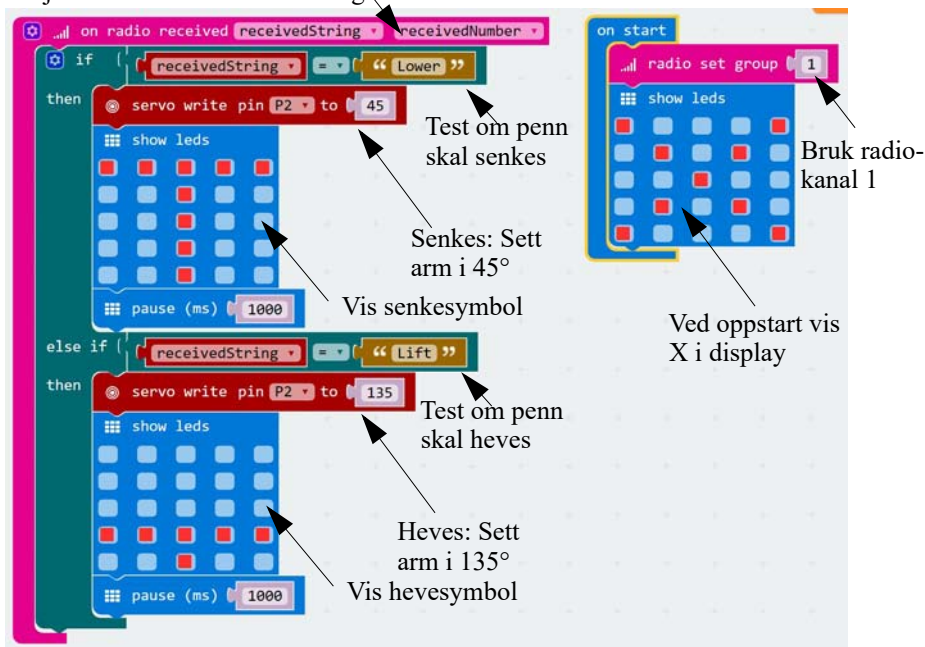 on radio received receivedString receivedNumber
if receivedString = “ Lower ”
then servo write pin P2 to 45
show leds
pause (ms) 1000
else if receivedString = “ Lift ”
then servo write pin P2 to 135
show leds
pause (ms) 1000
on start
radio set group 1
show leds
Test om penn
skal senkes
Bruk radio-
kanal 1
Senkes: Sett
arm i 45°
Vis senkesymbol
Ved oppstart vis
X i display
Test om penn
skal heves
Heves: Sett
arm i 135°
Vis hevesymbol